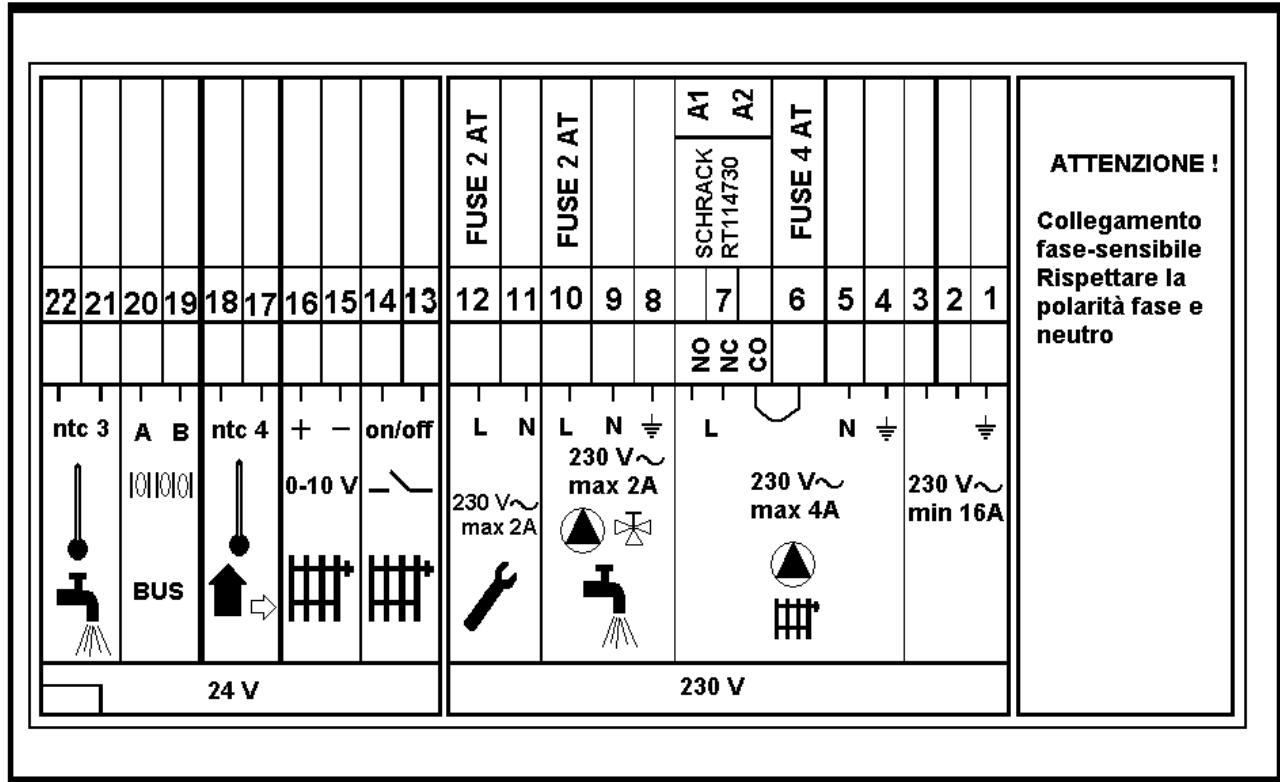 FUSE 2 AT
FUSE 2 AT
A1 A2
SCHRACK
RT114730
FUSE 4 AT
22 21 20 19 18 17 16 15 14 13 12 11 10 9 8 7 6 5 4 3 2 1
NO NC CO
ntc 3
A B
BUS
ntc 4
+ −
0-10 V
on/off
L N
230 V~
max 2A
L N
230 V~
max 2A
L N
230 V~
max 4A
230 V~
min 16A
24 V
230 V
ATTENZIONE !
Collegamento
fase-sensibile
Rispettare la
polarità fase e
neutro